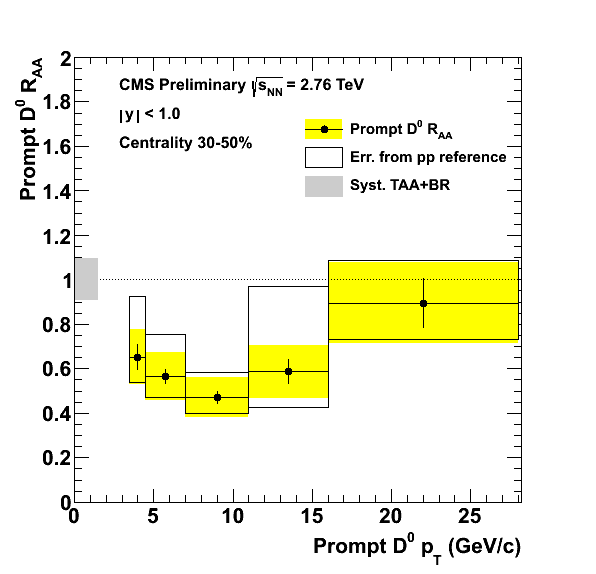 CMS Preliminary √sNN = 2.76 TeV
|y| < 1.0
Centrality 30-50%
Prompt D0 RAA
Err. from pp reference
Syst. TAA+BR
Prompt D0 RAA
2
1.8
1.6
1.4
1.2
1
0.8
0.6
0.4
0.2
0
0 5 10 15 20 25
Prompt D0 pT (GeV/c)